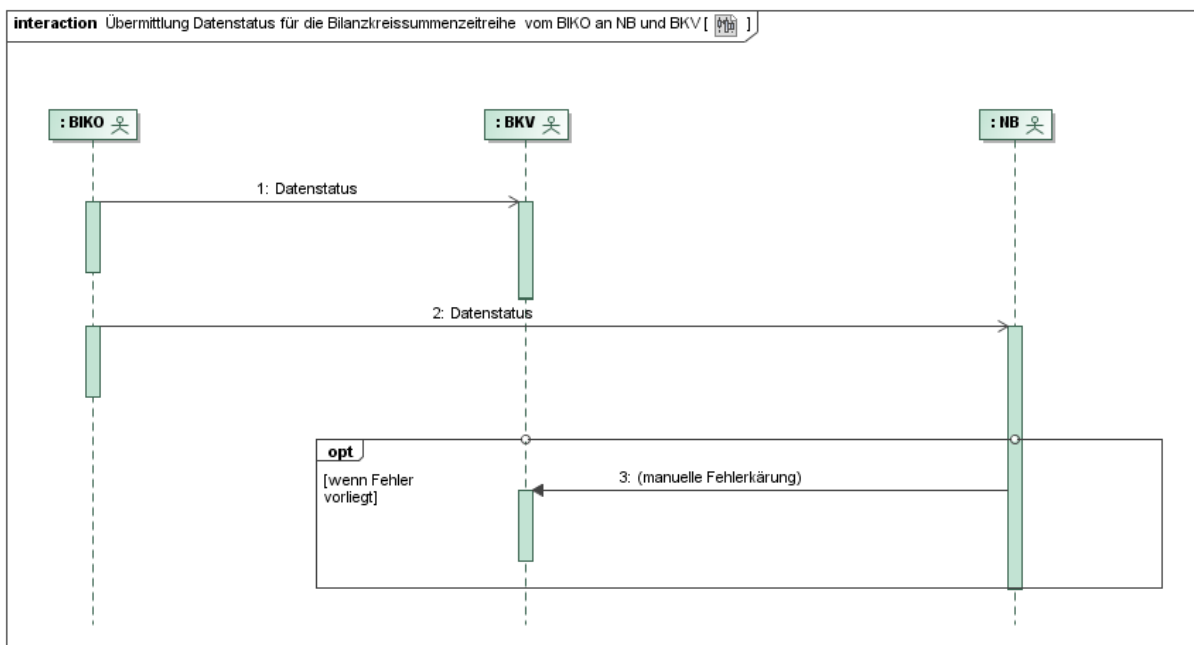 interaction Übermittlung Datenstatus für die Bilanzkreissummenzeitreihe vom BIKO an NB und BKV [ ]
: BIKO
: BKV
: NB
1: Datenstatus
2: Datenstatus
opt
[wenn Fehler
vorliegt]
3: (manuelle Fehlerkärung)